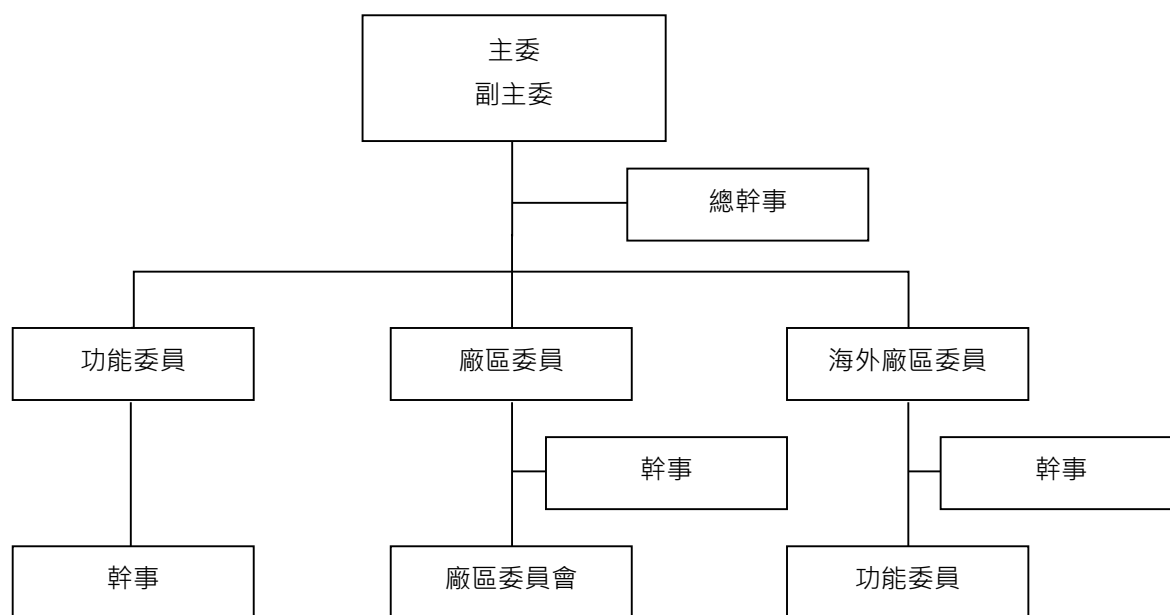 主委
副主委
總幹事
功能委員
廠區委員
海外廠區委員
幹事
幹事
幹事
廠區委員會
功能委員